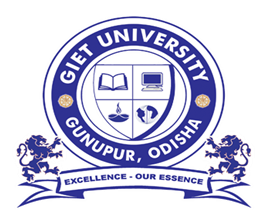 GIET UNIVERSITY
GUNUPUR, ODISHA
EXCELLENCE - OUR ESSENCE